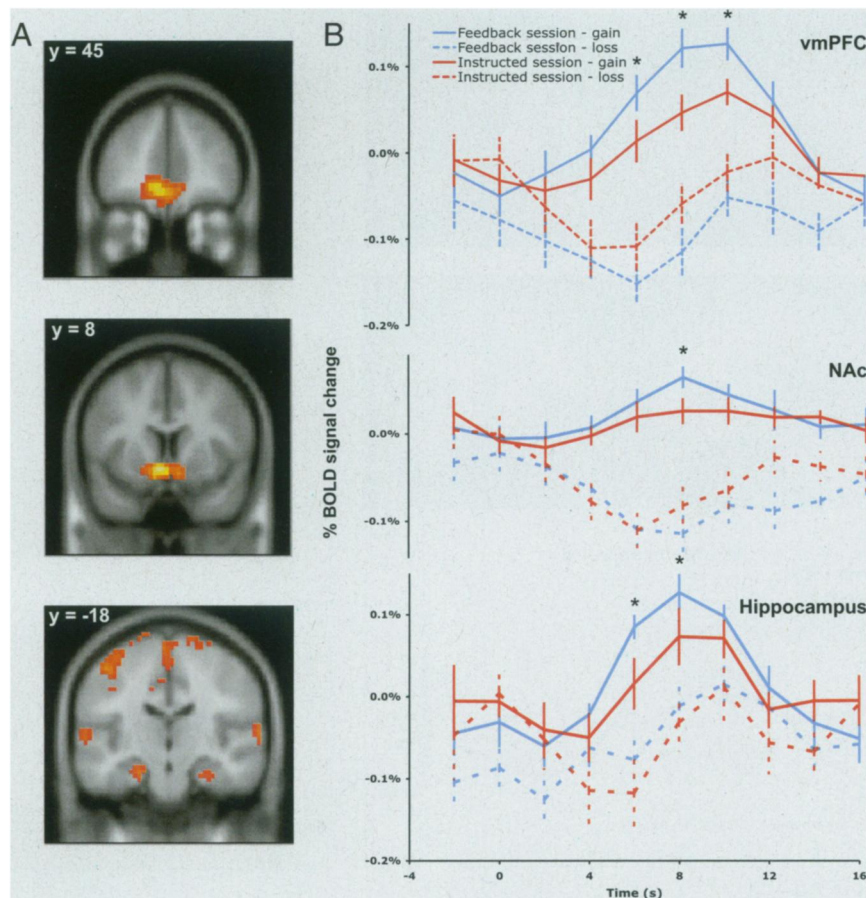 A
y = 45
y = 8
y = -18
B
Feedback session - gain
Feedback session - loss
Instructed session - gain
Instructed session - loss
vmPFC
* * *
0.1%
0.0%
-0.1%
-0.2%
% BOLD signal change
NAc
*
0.0%
-0.1%
Hippocampus
* *
0.1%
0.0%
-0.1%
-0.2%
-4 0 4 8 12 16
Time (s)